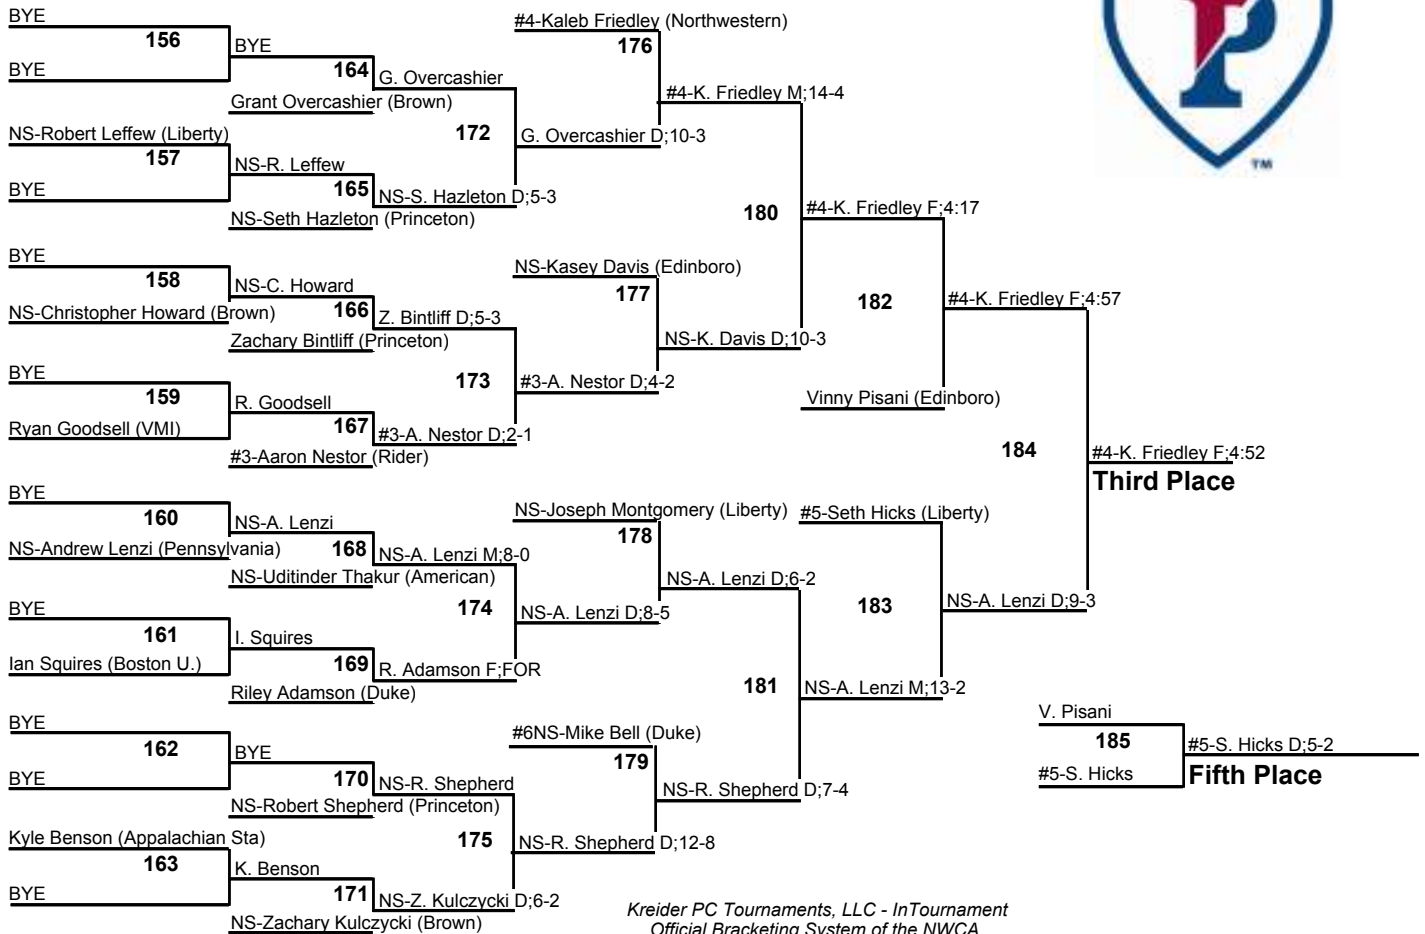 BYE
156
BYE
BYE
164
G. Overcashier
Grant Overcashier (Brown)
NS-Robert Leffew (Liberty)
157
BYE
NS-R. Leffew
165
NS-S. Hazleton D;5-3
NS-Seth Hazleton (Princeton)
172
G. Overcashier D;10-3
#4-Kaleb Friedley (Northwestern)
176
#4-K. Friedley M;14-4
BYE
158
NS-Christopher Howard (Brown)
NS-C. Howard
166
Z. Bintliff D;5-3
Zachary Bintliff (Princeton)
BYE
159
Ryan Goodsell (VMI)
R. Goodsell
167
#3-A. Nestor D;2-1
#3-Aaron Nestor (Rider)
173
#3-A. Nestor D;4-2
NS-Kasey Davis (Edinboro)
177
NS-K. Davis D;10-3
180
#4-K. Friedley F;4:17
182
Vinny Pisani (Edinboro)
#4-K. Friedley F;4:57
BYE
160
NS-Andrew Lenzi (Pennsylvania)
NS-A. Lenzi
168
NS-A. Lenzi M;8-0
NS-Uditinder Thakur (American)
BYE
161
Ian Squires (Boston U.)
I. Squires
169
R. Adamson F;FOR
Riley Adamson (Duke)
174
NS-A. Lenzi D;8-5
NS-Joseph Montgomery (Liberty)
178
NS-A. Lenzi D;6-2
BYE
162
BYE
BYE
170
NS-R. Shepherd
NS-Robert Shepherd (Princeton)
Kyle Benson (Appalachian Sta)
163
BYE
K. Benson
171
NS-Z. Kulczycki D;6-2
NS-Zachary Kulczycki (Brown)
175
NS-R. Shepherd D;12-8
#6NS-Mike Bell (Duke)
179
NS-R. Shepherd D;7-4
181
NS-A. Lenzi M;13-2
#5-Seth Hicks (Liberty)
183
NS-A. Lenzi D;9-3
184
#4-K. Friedley F;4:52
Third Place
V. Pisani
185
#5-S. Hicks
#5-S. Hicks D;5-2
Fifth Place
Kreider PC Tournaments, LLC - InTournament
Official Bracketing System of the NWCA
P
TM